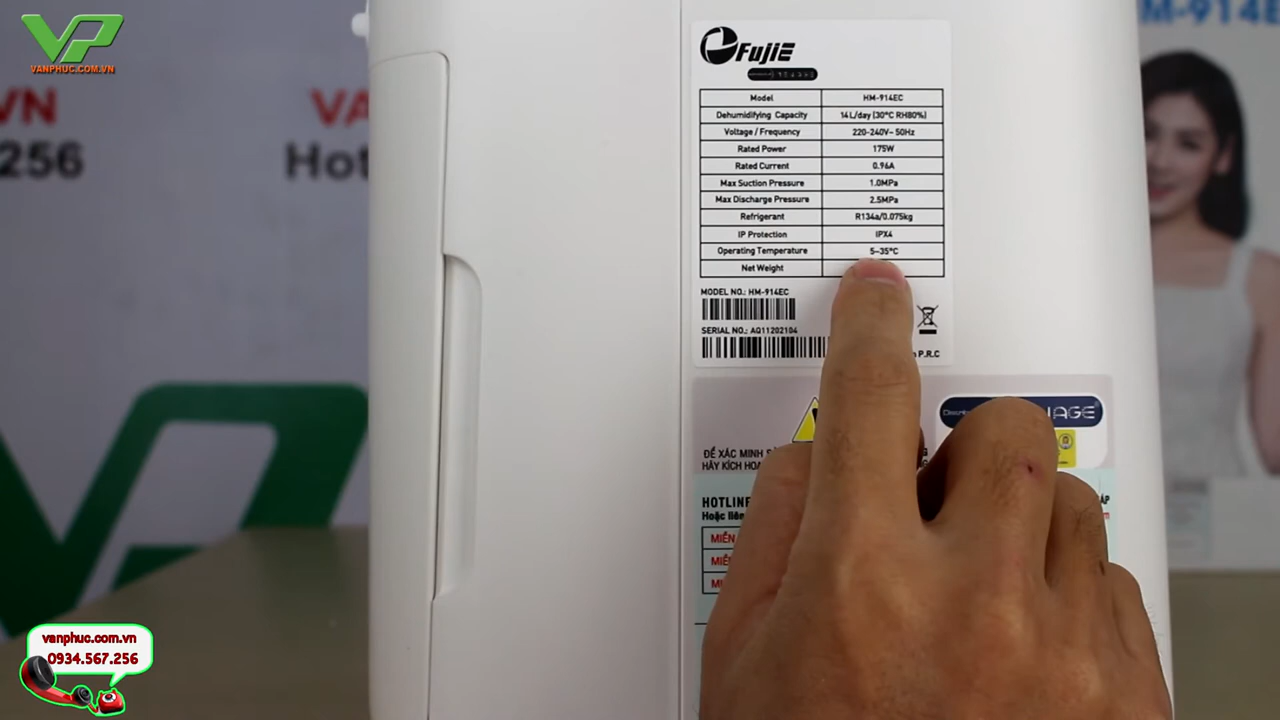 VP
VANPHUC.COM.VN
VN
256
VA
Hot
HM-914E
FujiE
Model HM-914EC
Dehumidifying Capacity 14L/day (30°C RH80%)
Voltage / Frequency 220-240V~ 50Hz
Rated Power 175W
Rated Current 0.96A
Max Suction Pressure 1.0MPa
Max Discharge Pressure 2.5MPa
Refrigerant R134a/0.075kg
IP Protection IPX4
Operating Temperature 5~35°C
Net Weight
MODEL NO.: HM-914EC
SERIAL NO.: AQ11202104
P.R.C
ĐỂ XÁC MINH
HÃY KÍCH HOẠ
HOTLINE
Hoặc liên
MIỀN
MIỀ
vanphuc.com.vn
0934.567.256